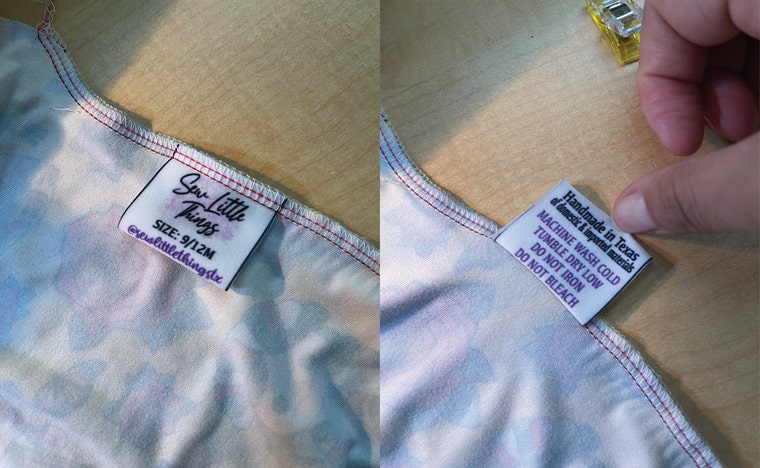 Sew Little
Things
SIZE: 9/12M
@sewlittlethingstx
Handmade in Texas
of domestic & imported materials
MACHINE WASH COLD
TUMBLE DRY LOW
DO NOT IRON
DO NOT BLEACH